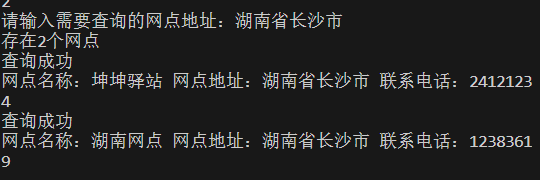 2
请输入需要查询的网点地址：湖南省长沙市
存在2个网点
查询成功
网点名称：坤坤驿站 网点地址：湖南省长沙市 联系电话：2412123
4
查询成功
网点名称：湖南网点 网点地址：湖南省长沙市 联系电话：1238361
9